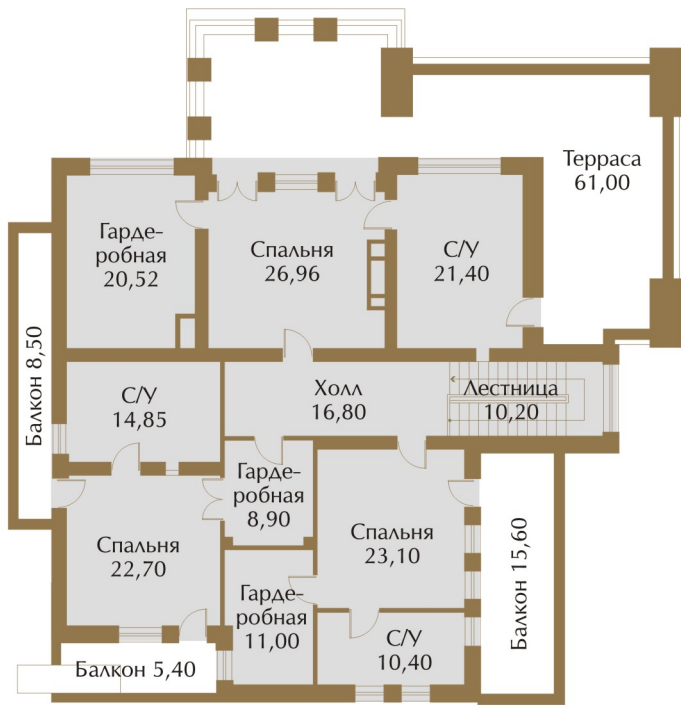 Терраса
61,00
Гарде-
робная
20,52
Спальня
26,96
С/У
21,40
Балкон 8,50
С/У
14,85
Холл
16,80
Лестница
10,20
Гарде-
робная
8,90
Спальня
22,70
Спальня
23,10
Балкон 15,60
Гарде-
робная
11,00
С/У
10,40
Балкон 5,40